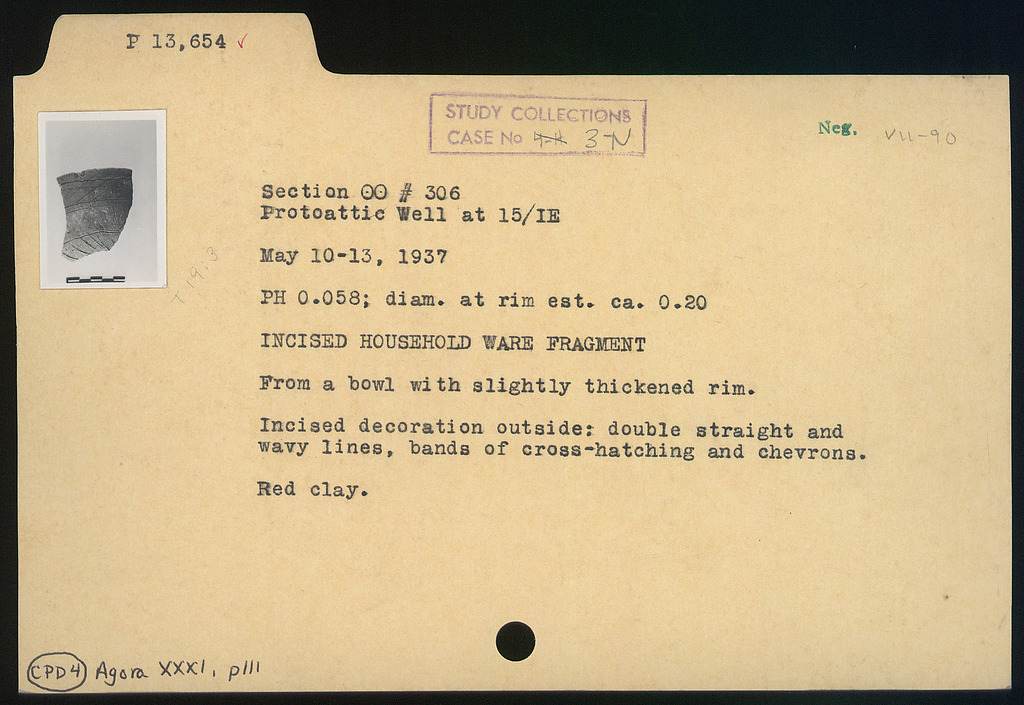 P 13,654 ✓
STUDY COLLECTIONS
CASE No 3-N
Neg. VII-90
Section OO # 306
Protoattic Well at 15/IE
May 10-13, 1937
T 19.3
PH 0.058; diam. at rim est. ca. 0.20
INCISED HOUSEHOLD WARE FRAGMENT
From a bowl with slightly thickened rim.
Incised decoration outside: double straight and
wavy lines, bands of cross-hatching and chevrons.
Red clay.
CPD4 Agora XXXI, p111